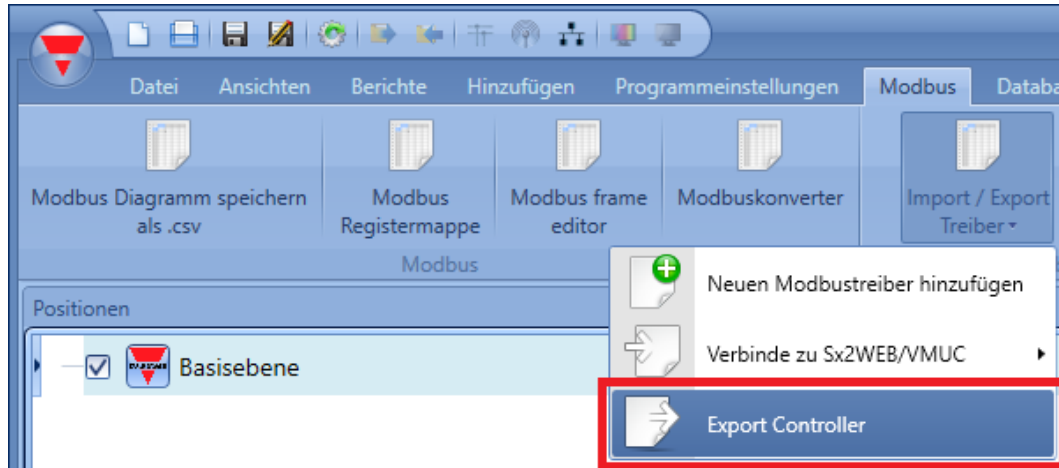 Datei Ansichten Berichte Hinzufügen Programmeinstellungen Modbus Databa
Modbus Diagramm speichern
als .csv
Modbus
Registermappe
Modbus frame
editor
Modbuskonverter
Import / Export
Treiber
Modbus
Neuen Modbustreiber hinzufügen
Verbinde zu Sx2WEB/VMUC
Export Controller
Positionen
Basisebene